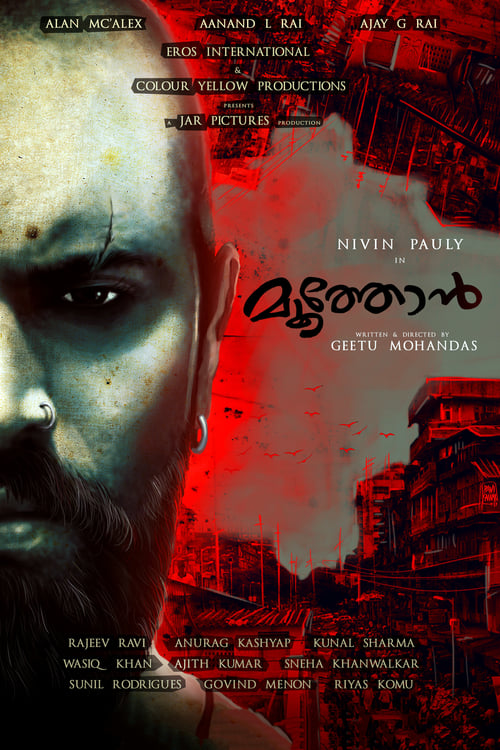 ALAN MC'ALEX AANAND L RAI AJAY G RAI
EROS INTERNATIONAL
&
COLOUR YELLOW PRODUCTIONS
PRESENTS
A JAR PICTURES PRODUCTION
NIVIN PAULY
IN
മൂത്തോൻ
WRITTEN & DIRECTED BY
GEETU MOHANDAS
RAJEEV RAVI ANURAG KASHYAP KUNAL SHARMA
WASIQ KHAN AJITH KUMAR SNEHA KHANWALKAR
SUNIL RODRIGUES GOVIND MENON RIYAS KOMU